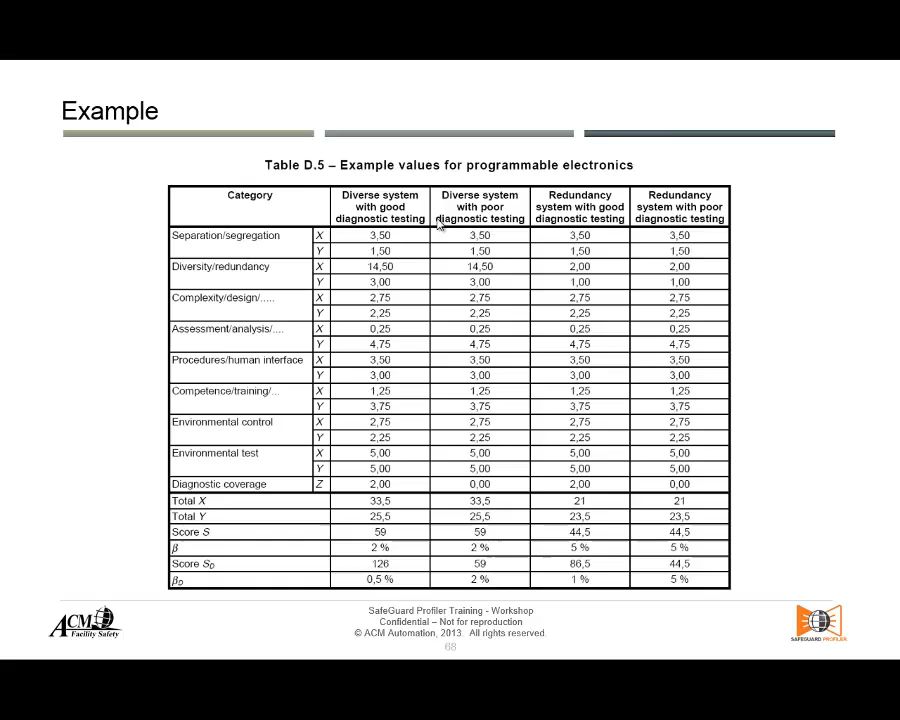 Example
Table D.5 – Example values for programmable electronics
Category Diverse system with good diagnostic testing Diverse system with poor diagnostic testing Redundancy system with good diagnostic testing Redundancy system with poor diagnostic testing
Separation/segregation X 3,50 3,50 3,50 3,50
Y 1,50 1,50 1,50 1,50
Diversity/redundancy X 14,50 14,50 2,00 2,00
Y 3,00 3,00 1,00 1,00
Complexity/design/..... X 2,75 2,75 2,75 2,75
Y 2,25 2,25 2,25 2,25
Assessment/analysis/.... X 0,25 0,25 0,25 0,25
Y 4,75 4,75 4,75 4,75
Procedures/human interface X 3,50 3,50 3,50 3,50
Y 3,00 3,00 3,00 3,00
Competence/training/... X 1,25 1,25 1,25 1,25
Y 3,75 3,75 3,75 3,75
Environmental control X 2,75 2,75 2,75 2,75
Y 2,25 2,25 2,25 2,25
Environmental test X 5,00 5,00 5,00 5,00
Y 5,00 5,00 5,00 5,00
Diagnostic coverage Z 2,00 0,00 2,00 0,00
Total X 33,5 33,5 21 21
Total Y 25,5 25,5 23,5 23,5
Score S 59 59 44,5 44,5
β 2 % 2 % 5 % 5 %
Score SD 126 59 86,5 44,5
βD 0,5 % 2 % 1 % 5 %
ACM
Facility Safety
SafeGuard Profiler Training - Workshop
Confidential – Not for reproduction
© ACM Automation, 2013. All rights reserved.
68
SAFEGUARD PROFILER